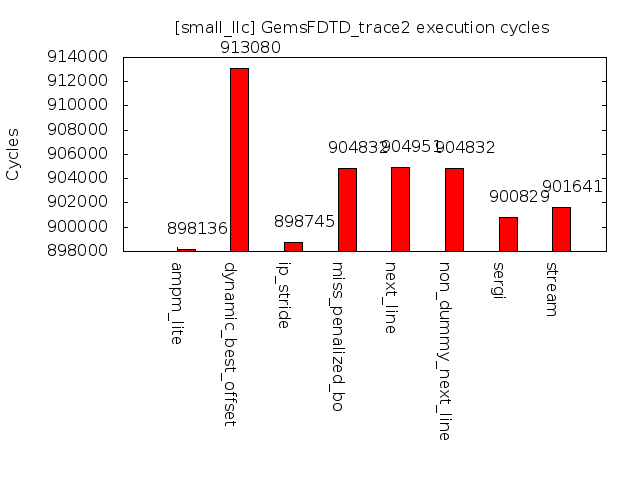 [small_llc] GemsFDTD_trace2 execution cycles
Cycles
914000
912000
910000
908000
906000
904000
902000
900000
898000
898136
913080
898745
904832
904951
904832
900829
901641
ampm_lite
dynamic_best_offset
ip_stride
miss_penalized_bo
next_line
non_dummy_next_line
sergi
stream